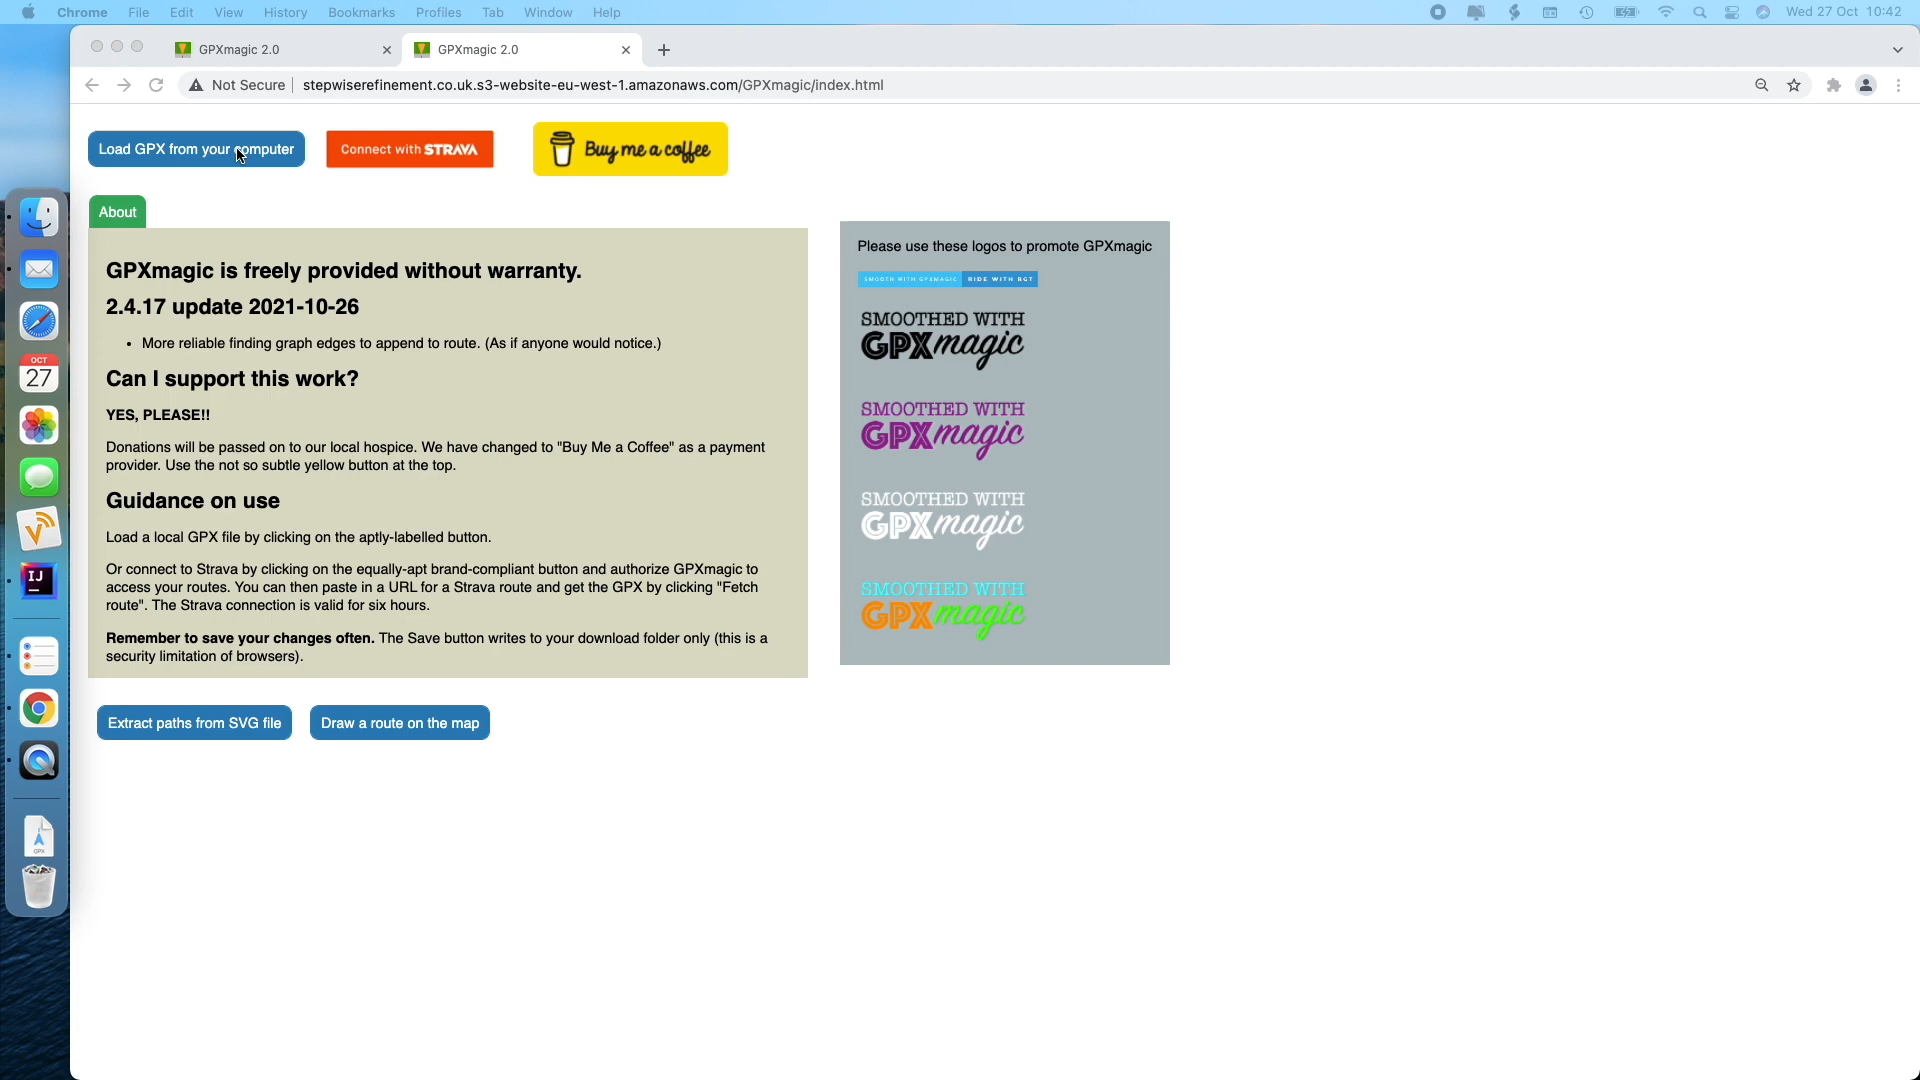 Chrome File Edit View History Bookmarks Profiles Tab Window Help Wed 27 Oct 10:42
GPXmagic 2.0 GPXmagic 2.0
Not Secure stepwiserefinement.co.uk.s3-website-eu-west-1.amazonaws.com/GPXmagic/index.html
Load GPX from your computer Connect with STRAVA Buy me a coffee
About
GPXmagic is freely provided without warranty.
2.4.17 update 2021-10-26
• More reliable finding graph edges to append to route. (As if anyone would notice.)
Can I support this work?
YES, PLEASE!!
Donations will be passed on to our local hospice. We have changed to "Buy Me a Coffee" as a payment
provider. Use the not so subtle yellow button at the top.
Guidance on use
Load a local GPX file by clicking on the aptly-labelled button.
Or connect to Strava by clicking on the equally-apt brand-compliant button and authorize GPXmagic to
access your routes. You can then paste in a URL for a Strava route and get the GPX by clicking "Fetch
route". The Strava connection is valid for six hours.
Remember to save your changes often. The Save button writes to your download folder only (this is a
security limitation of browsers).
Please use these logos to promote GPXmagic
SMOOTH WITH GPXMAGIC RIDE WITH RGT
SMOOTHED WITH
GPXmagic
SMOOTHED WITH
GPXmagic
SMOOTHED WITH
GPXmagic
SMOOTHED WITH
GPXmagic
Extract paths from SVG file Draw a route on the map
OCT
27
IJ
GPX